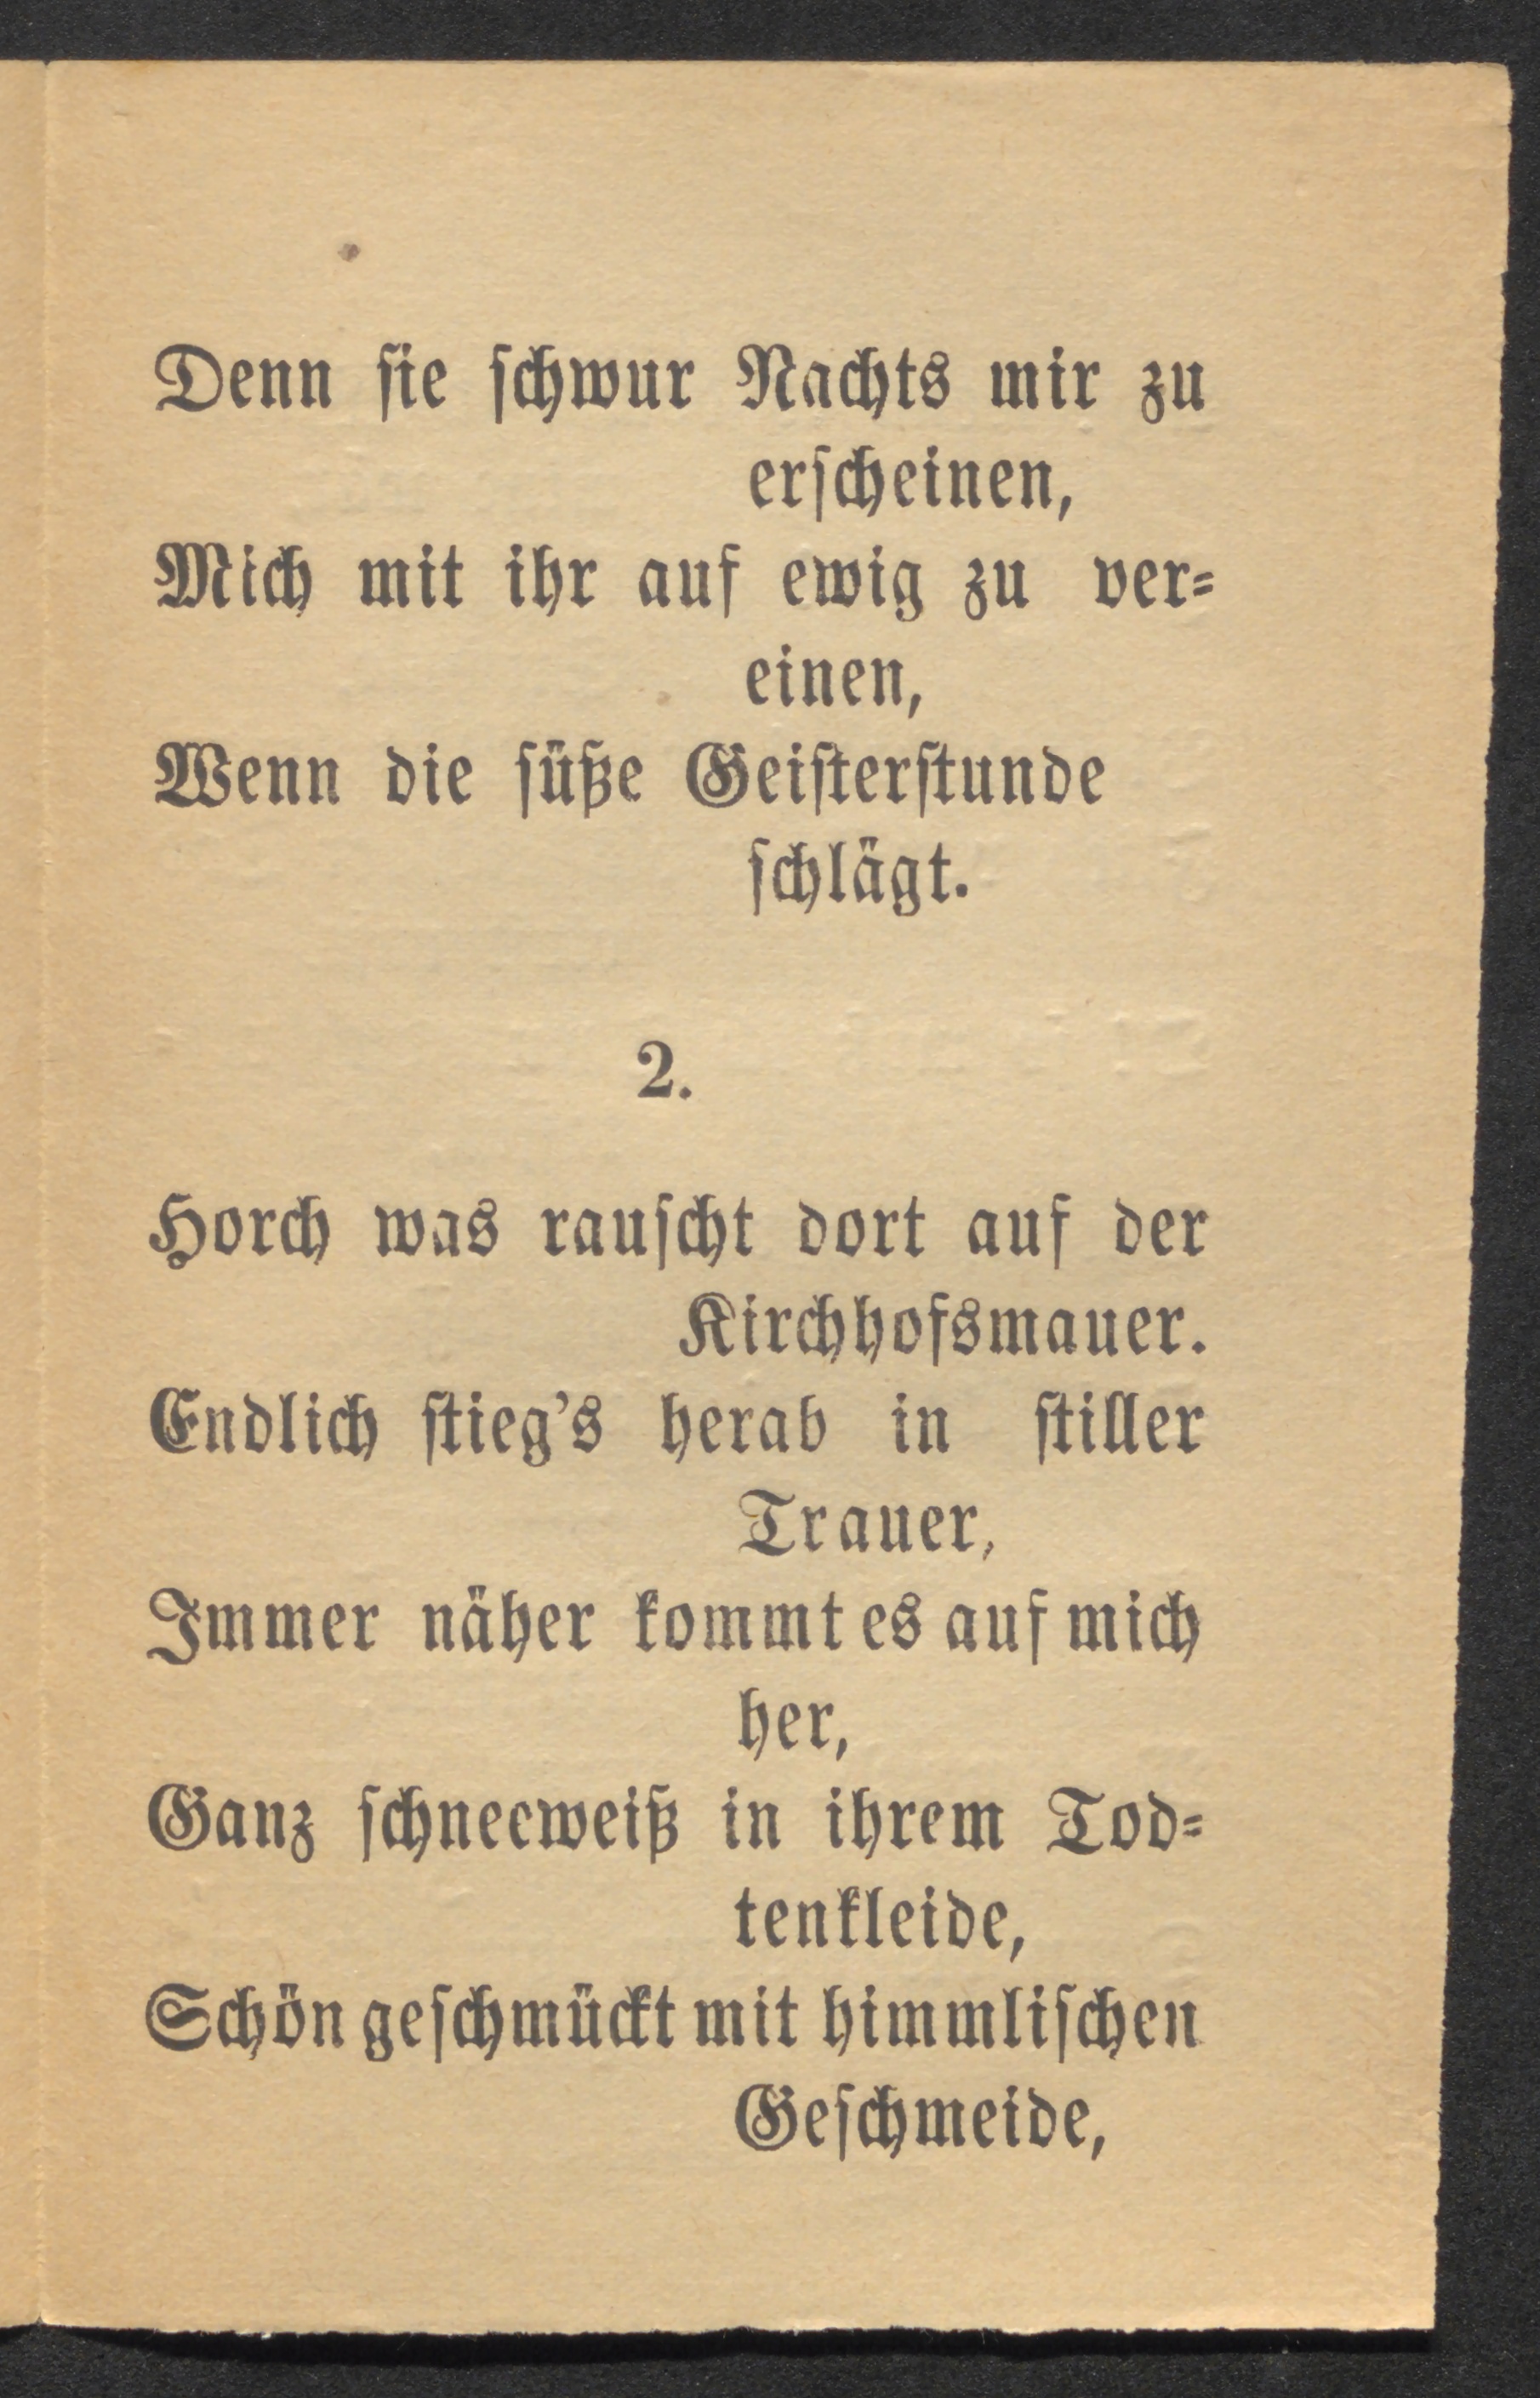 Denn sie schwur Nachts mir zu
erscheinen,
Mich mit ihr auf ewig zu ver-
einen,
Wenn die süße Geisterstunde
schlägt.
2.
Horch was rauscht dort auf der
Kirchhofsmauer.
Endlich stieg's herab in stiller
Trauer,
Immer näher kommt es auf mich
her,
Ganz schneeweiß in ihrem Tod-
tenkleide,
Schön geschmückt mit himmlischen
Geschmeide,